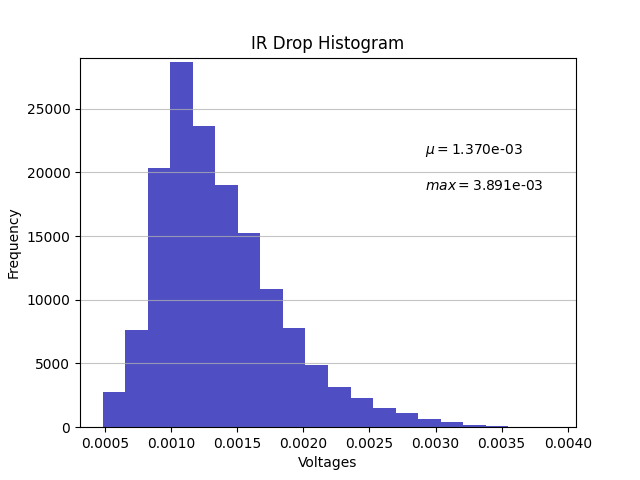 IR Drop Histogram
25000
20000
15000
10000
5000
0
Frequency
μ = 1.370e-03
max = 3.891e-03
0.0005 0.0010 0.0015 0.0020 0.0025 0.0030 0.0035 0.0040
Voltages